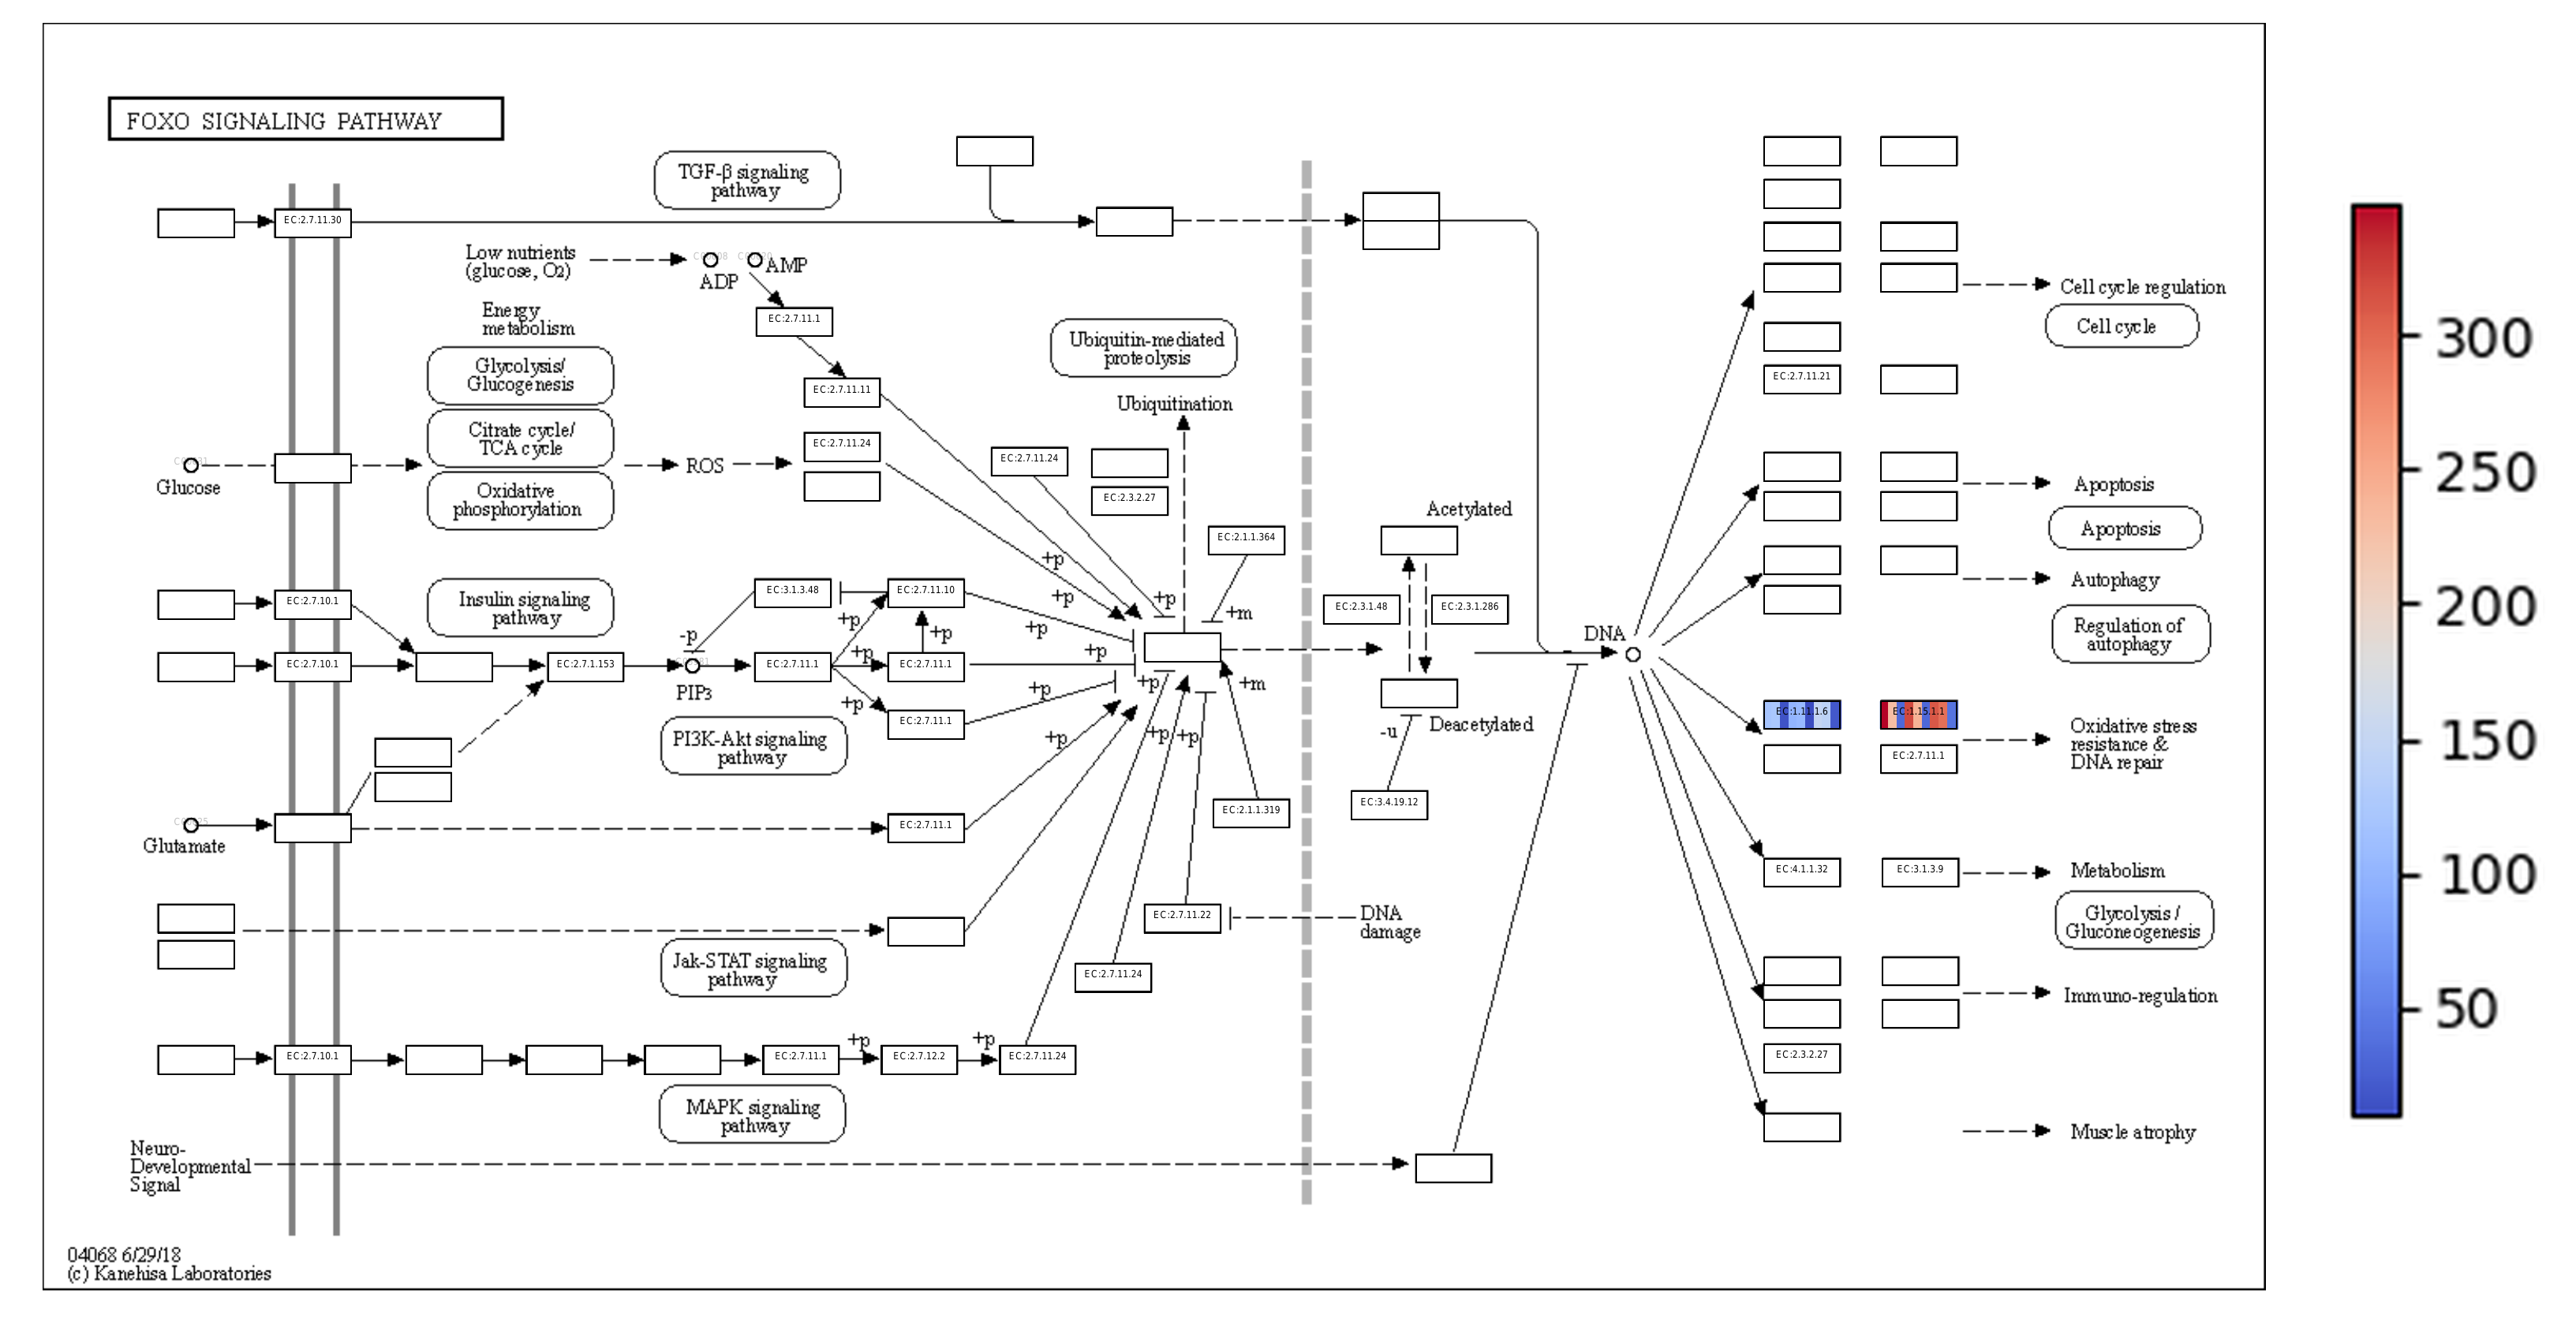 FOXO SIGNALING PATHWAY
TGF-β signaling
pathway
EC:2.7.11.30
Low nutrients
(glucose, O2)
ADP
AMP
EC:2.7.11.1
Energy
metabolism
Glycolysis/
Glucogenesis
Citrate cycle/
TCA cycle
Oxidative
phosphorylation
Glucose
ROS
EC:2.7.11.11
EC:2.7.11.24
EC:2.7.11.24
Ubiquitin-mediated
proteolysis
Ubiquitination
EC:2.3.2.27
EC:2.1.1.364
+p
+p
+p
+m
Insulin signaling
pathway
EC:2.7.10.1
EC:2.7.10.1
EC:2.7.1.153
EC:3.1.3.48
EC:2.7.11.10
-p
PIP3
EC:2.7.11.1
+p
+p
+p
+p
EC:2.7.11.1
EC:2.7.11.1
+p
+p
+p
+p
+m
+p
+p
+p
PI3K-Akt signaling
pathway
Glutamate
EC:2.7.11.1
EC:2.1.1.319
EC:2.7.11.22
DNA
damage
EC:2.7.11.24
Jak-STAT signaling
pathway
EC:2.7.10.1
EC:2.7.11.1
+p
EC:2.7.12.2
+p
EC:2.7.11.24
MAPK signaling
pathway
Neuro-
Developmental
Signal
Acetylated
EC:2.3.1.48
EC:2.3.1.286
Deacetylated
-u
EC:3.4.19.12
DNA
Cell cycle regulation
Cell cycle
EC:2.7.11.21
Apoptosis
Apoptosis
Autophagy
Regulation of
autophagy
EC:1.11.1.6
EC:1.15.1.1
EC:2.7.11.1
Oxidative stress
resistance &
DNA repair
EC:4.1.1.32
EC:3.1.3.9
Metabolism
Glycolysis /
Gluconeogenesis
Immuno-regulation
EC:2.3.2.27
Muscle atrophy
04068 6/29/18
(c) Kanehisa Laboratories
300
250
200
150
100
50